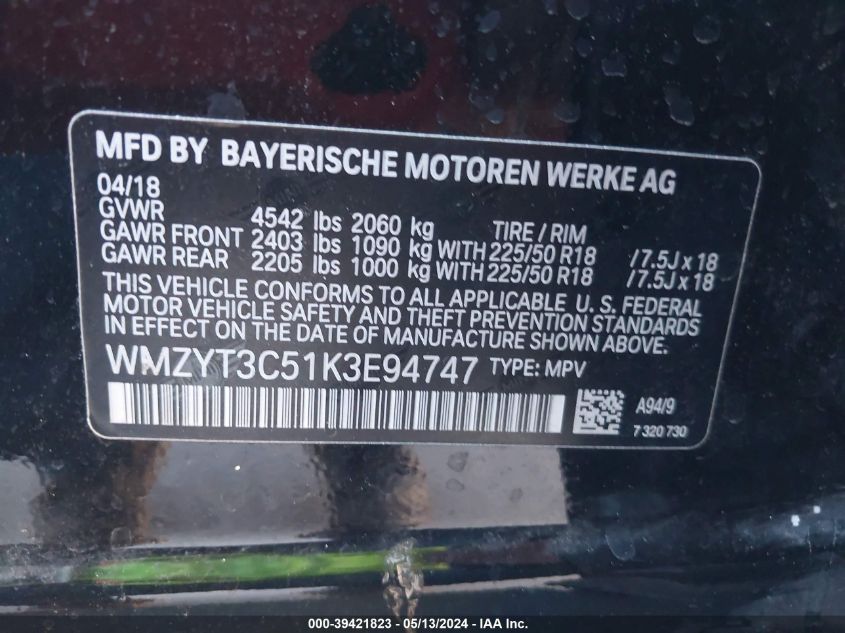 MFD BY BAYERISCHE MOTOREN WERKE AG
04/18
GVWR 4542 lbs 2060 kg TIRE / RIM
GAWR FRONT 2403 lbs 1090 kg WITH 225/50 R18 /7.5J x 18
GAWR REAR 2205 lbs 1000 kg WITH 225/50 R18 /7.5J x 18
THIS VEHICLE CONFORMS TO ALL APPLICABLE U. S. FEDERAL
MOTOR VEHICLE SAFETY AND THEFT PREVENTION STANDARDS
IN EFFECT ON THE DATE OF MANUFACTURE SHOWN ABOVE.
WMZYT3C51K3E94747 TYPE: MPV
A94/9
7 320 730
000-39421823 - 05/13/2024 - IAA Inc.